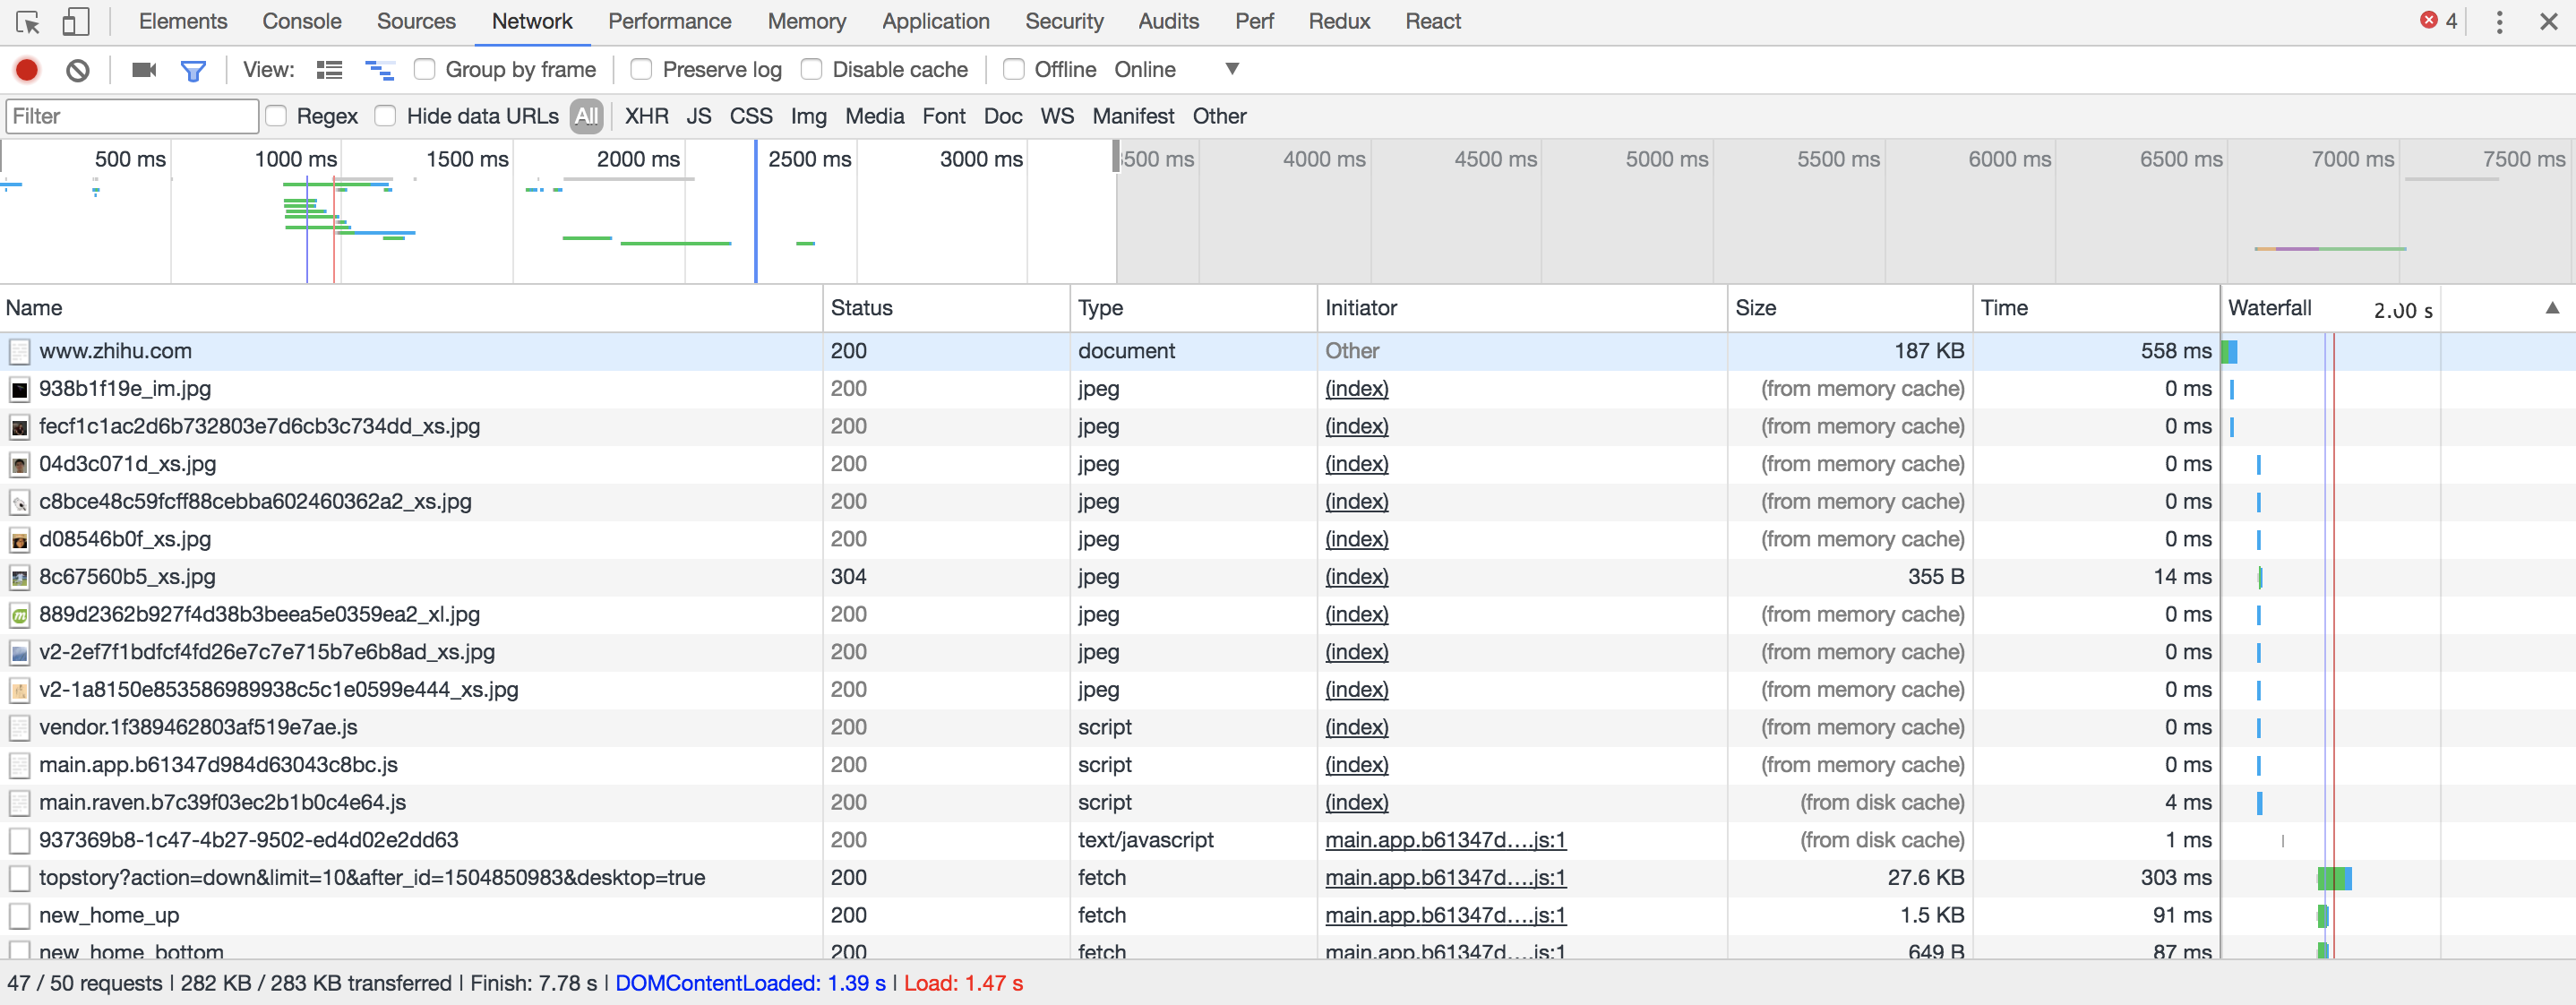 Elements Console Sources Network Performance Memory Application Security Audits Perf Redux React 4
View: Group by frame Preserve log Disable cache Offline Online
Filter Regex Hide data URLs All XHR JS CSS Img Media Font Doc WS Manifest Other
500 ms 1000 ms 1500 ms 2000 ms 2500 ms 3000 ms 3500 ms 4000 ms 4500 ms 5000 ms 5500 ms 6000 ms 6500 ms 7000 ms 7500 ms
Name Status Type Initiator Size Time Waterfall 2.00 s
www.zhihu.com 200 document Other 187 KB 558 ms
938b1f19e_im.jpg 200 jpeg (index) (from memory cache) 0 ms
fecf1c1ac2d6b732803e7d6cb3c734dd_xs.jpg 200 jpeg (index) (from memory cache) 0 ms
04d3c071d_xs.jpg 200 jpeg (index) (from memory cache) 0 ms
c8bce48c59fcff88cebba602460362a2_xs.jpg 200 jpeg (index) (from memory cache) 0 ms
d08546b0f_xs.jpg 200 jpeg (index) (from memory cache) 0 ms
8c67560b5_xs.jpg 304 jpeg (index) 355 B 14 ms
889d2362b927f4d38b3beea5e0359ea2_xl.jpg 200 jpeg (index) (from memory cache) 0 ms
v2-2ef7f1bdfcf4fd26e7c7e715b7e6b8ad_xs.jpg 200 jpeg (index) (from memory cache) 0 ms
v2-1a8150e853586989938c5c1e0599e444_xs.jpg 200 jpeg (index) (from memory cache) 0 ms
vendor.1f389462803af519e7ae.js 200 script (index) (from memory cache) 0 ms
main.app.b61347d984d63043c8bc.js 200 script (index) (from memory cache) 0 ms
main.raven.b7c39f03ec2b1b0c4e64.js 200 script (index) (from disk cache) 4 ms
937369b8-1c47-4b27-9502-ed4d02e2dd63 200 text/javascript main.app.b61347d….js:1 (from disk cache) 1 ms
topstory?action=down&limit=10&after_id=1504850983&desktop=true 200 fetch main.app.b61347d….js:1 27.6 KB 303 ms
new_home_up 200 fetch main.app.b61347d….js:1 1.5 KB 91 ms
new_home_bottom 200 fetch main.app.b61347d….js:1 649 B 87 ms
47 / 50 requests | 282 KB / 283 KB transferred | Finish: 7.78 s | DOMContentLoaded: 1.39 s | Load: 1.47 s